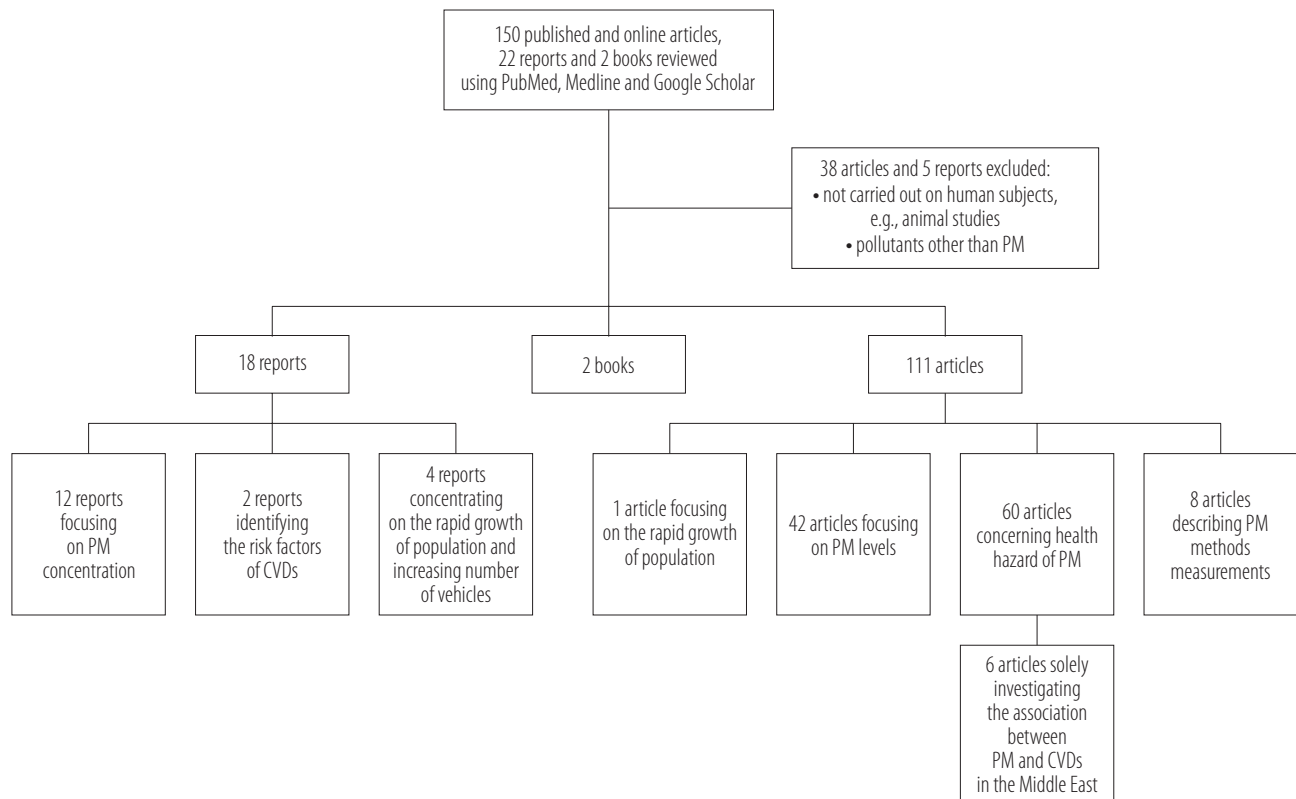 150 published and online articles,
22 reports and 2 books reviewed
using PubMed, Medline and Google Scholar
38 articles and 5 reports excluded:
• not carried out on human subjects,
e.g., animal studies
• pollutants other than PM
18 reports
2 books
111 articles
12 reports
focusing
on PM
concentration
2 reports
identifying
the risk factors
of CVDs
4 reports
concentrating
on the rapid growth
of population and
increasing number
of vehicles
1 article focusing
on the rapid growth
of population
42 articles focusing
on PM levels
60 articles
concerning health
hazard of PM
8 articles
describing PM
methods
measurements
6 articles solely
investigating
the association
between
PM and CVDs
in the Middle East